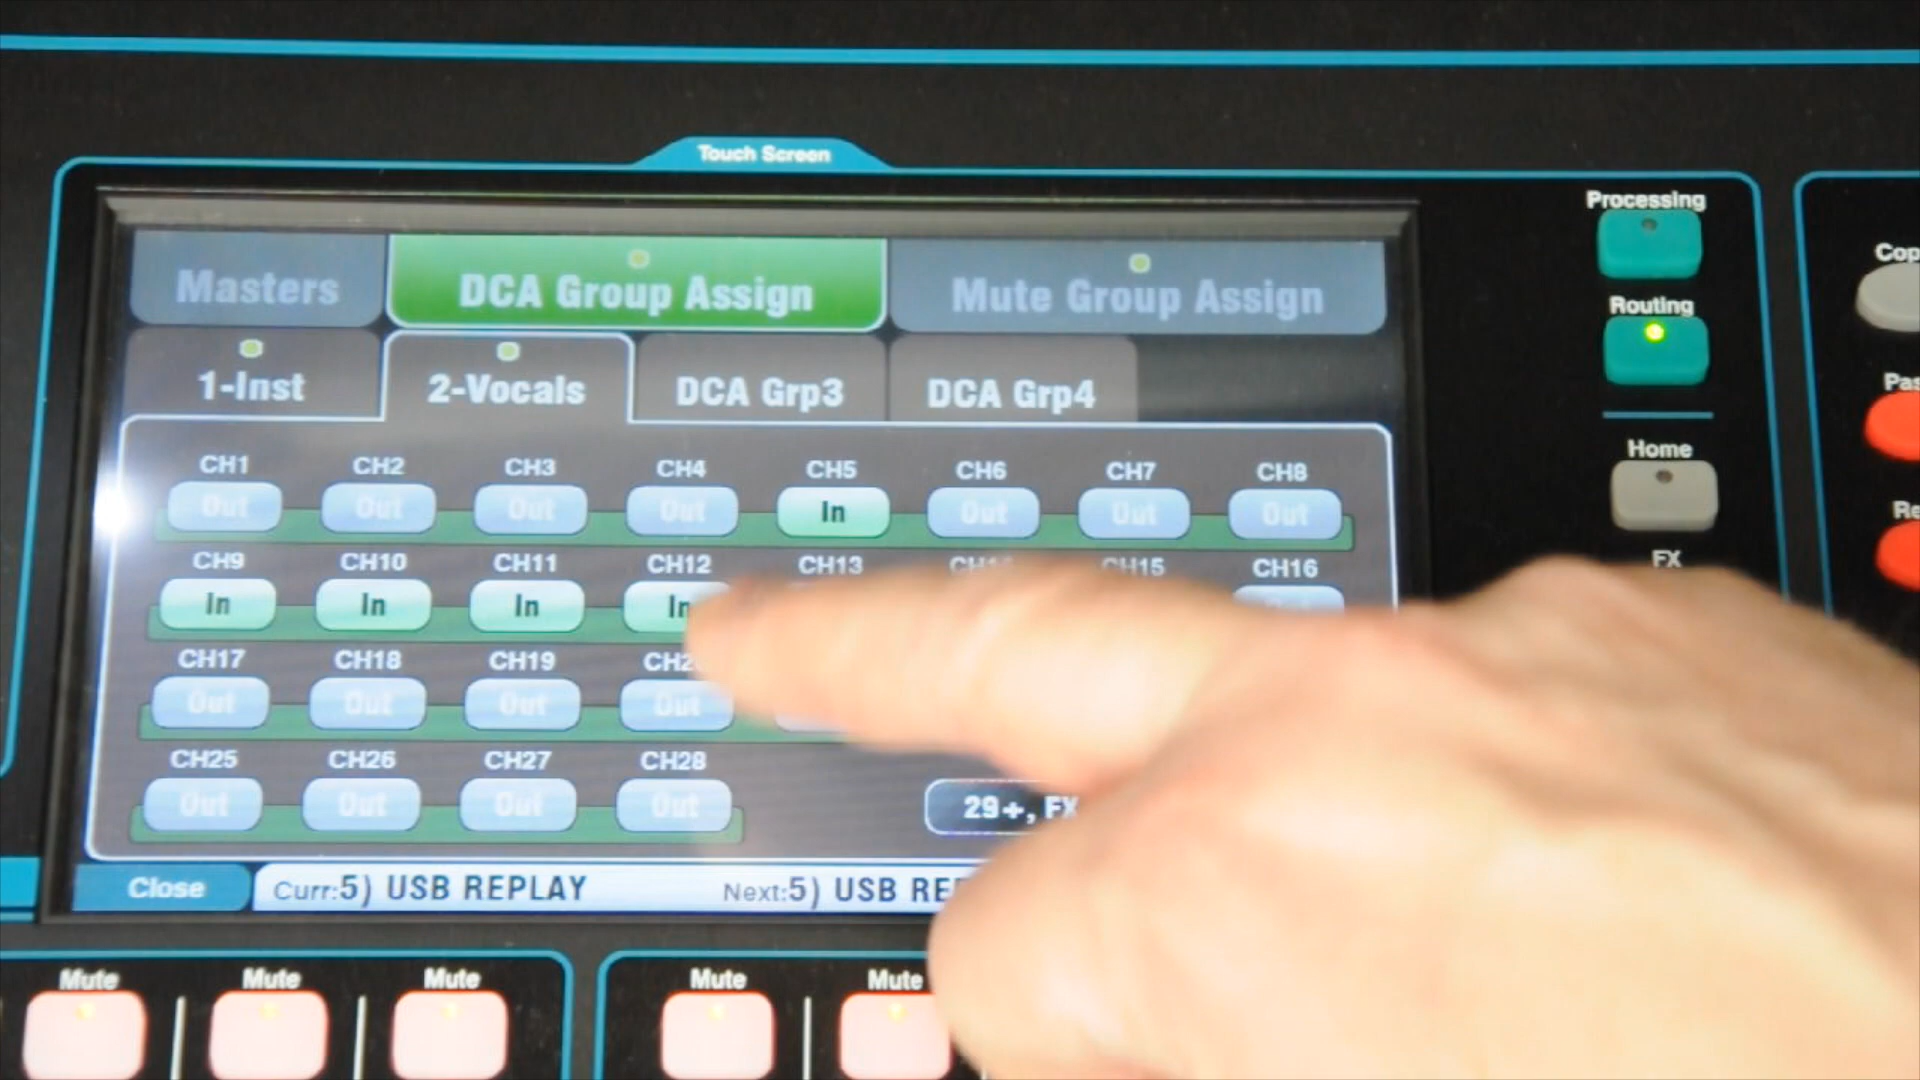 Touch Screen
Processing
Routing
Home
FX
Masters
DCA Group Assign
Mute Group Assign
1-Inst
2-Vocals
DCA Grp3
DCA Grp4
CH1 CH2 CH3 CH4 CH5 CH6 CH7 CH8
Out Out Out Out In Out Out Out
CH9 CH10 CH11 CH12 CH13 CH14 CH15 CH16
In In In In
CH17 CH18 CH19
Out Out Out Out
CH25 CH26 CH27 CH28
Out Out Out Out
29+, FX
Close
Curr:5) USB REPLAY
Next:5) USB RE
Mute Mute Mute Mute Mute